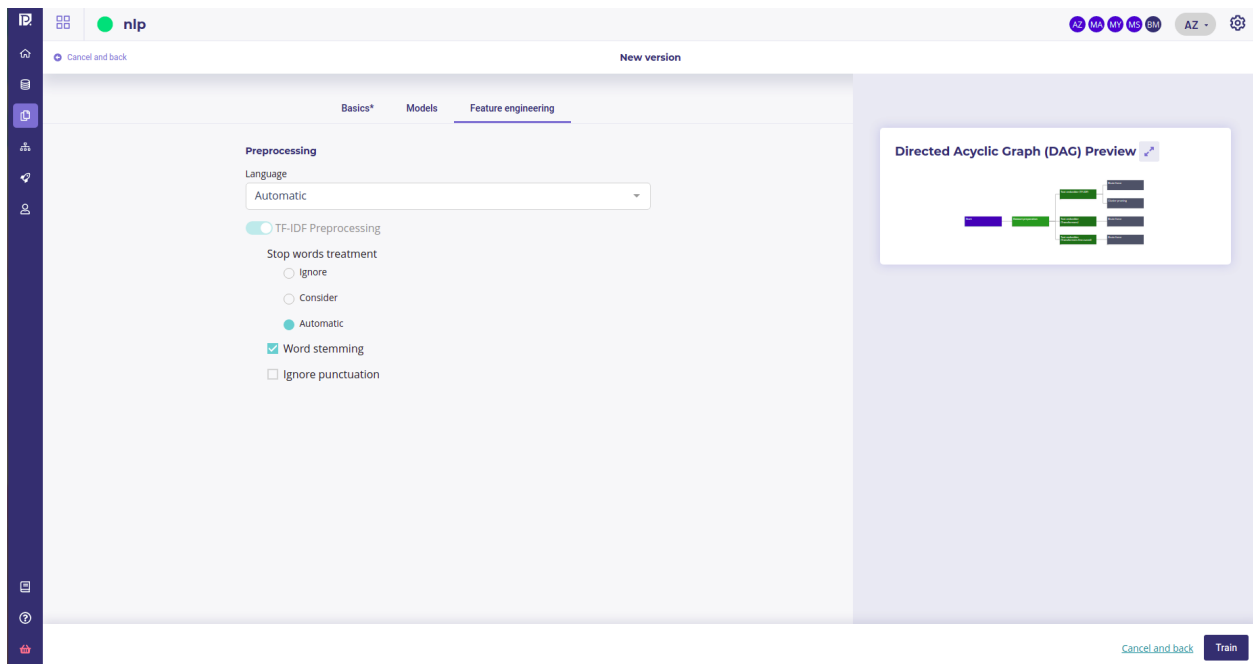 nlp
AZ MA MY MS BM AZ
Cancel and back
New version
Basics* Models Feature engineering
Preprocessing
Language
Automatic
TF-IDF Preprocessing
Stop words treatment
Ignore
Consider
Automatic
Word stemming
Ignore punctuation
Directed Acyclic Graph (DAG) Preview
Cancel and back
Train